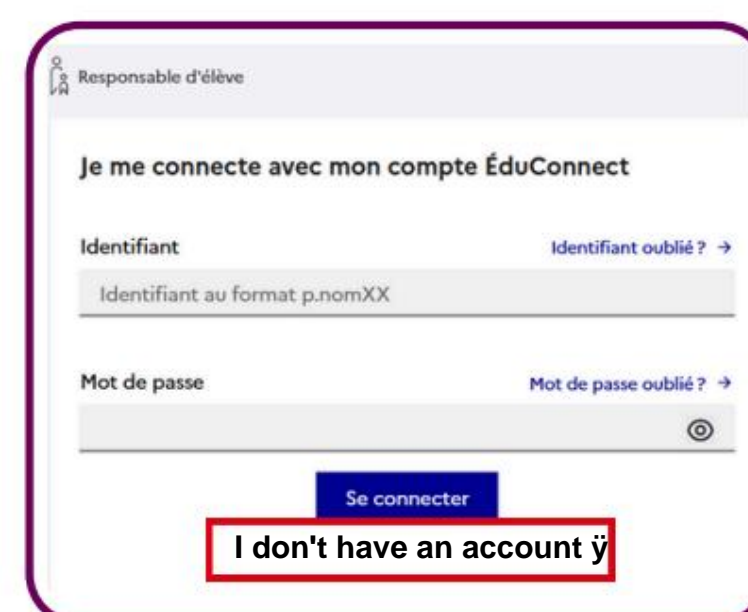 Responsable d'élève
Je me connecte avec mon compte ÉduConnect
Identifiant
Identifiant oublié ? →
Identifiant au format p.nomXX
Mot de passe
Mot de passe oublié ? →
Se connecter
I don't have an account ÿ